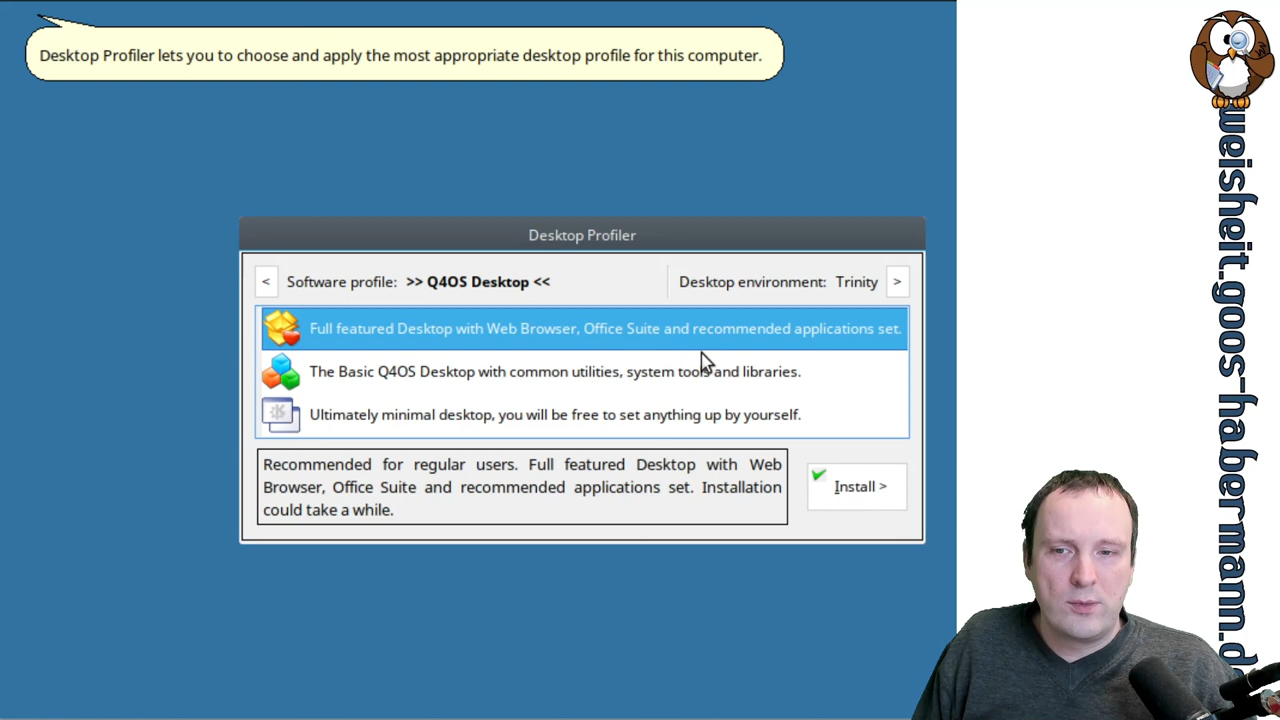 Desktop Profiler lets you to choose and apply the most appropriate desktop profile for this computer.
Desktop Profiler
< Software profile: >> Q4OS Desktop << Desktop environment: Trinity >
Full featured Desktop with Web Browser, Office Suite and recommended applications set.
The Basic Q4OS Desktop with common utilities, system tools and libraries.
Ultimately minimal desktop, you will be free to set anything up by yourself.
Recommended for regular users. Full featured Desktop with Web
Browser, Office Suite and recommended applications set. Installation
could take a while.
Install >
weisheit.goos-habermann.d